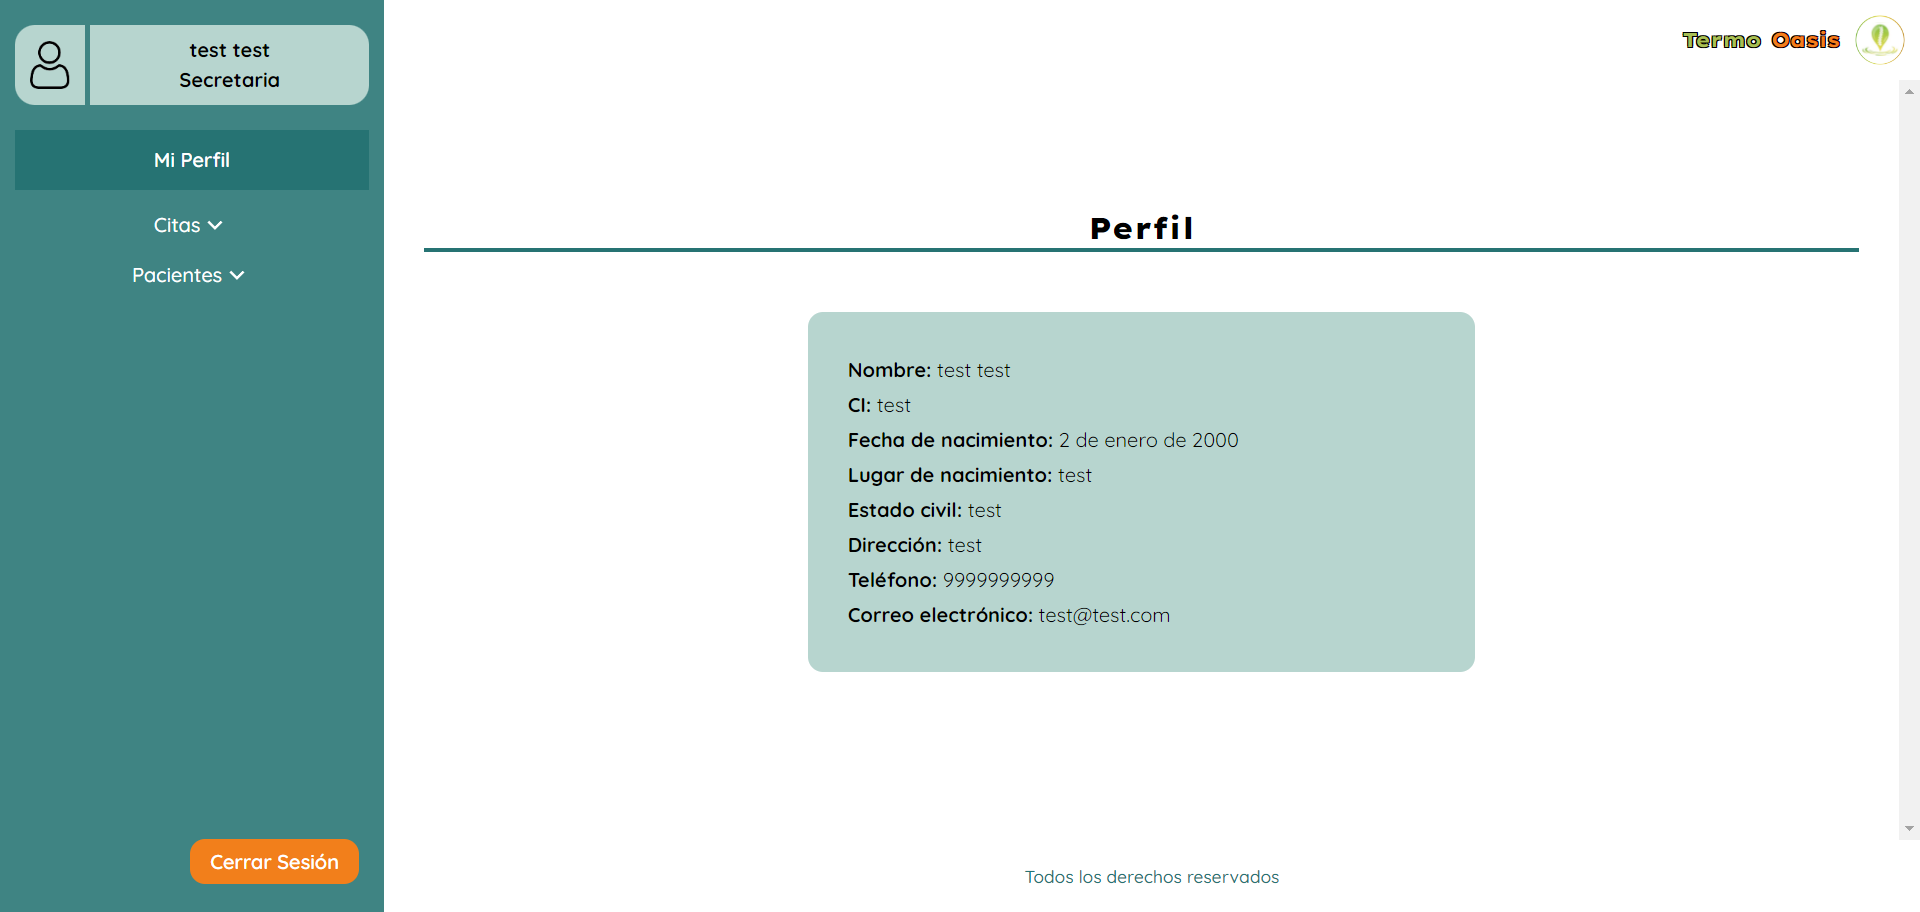 test test
Secretaria
Mi Perfil
Citas
Pacientes
Cerrar Sesión
Termo Oasis
Perfil
Nombre: test test
CI: test
Fecha de nacimiento: 2 de enero de 2000
Lugar de nacimiento: test
Estado civil: test
Dirección: test
Teléfono: 9999999999
Correo electrónico: test@test.com
Todos los derechos reservados